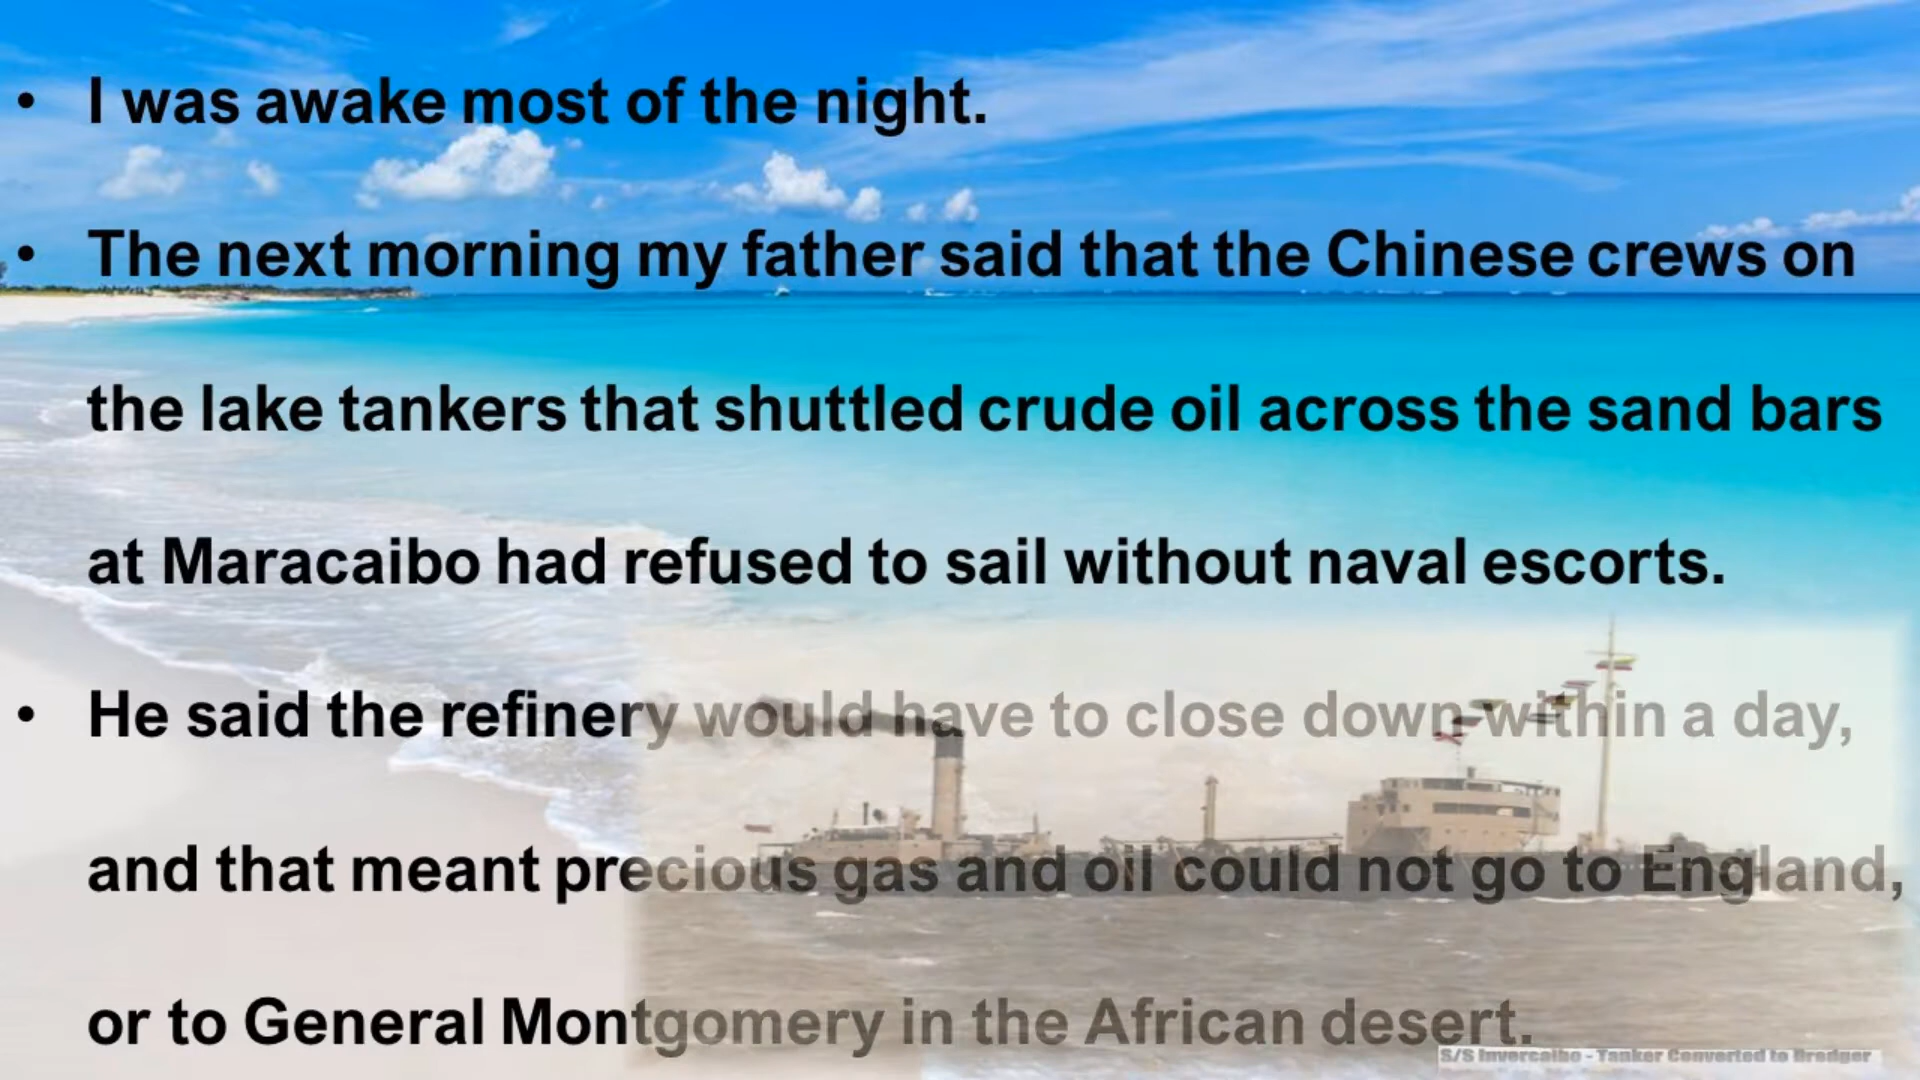 • I was awake most of the night.
• The next morning my father said that the Chinese crews on
the lake tankers that shuttled crude oil across the sand bars
at Maracaibo had refused to sail without naval escorts.
• He said the refinery would have to close down within a day,
and that meant precious gas and oil could not go to England,
or to General Montgomery in the African desert.
S/S Invercaibo - Tanker Converted to Dredger